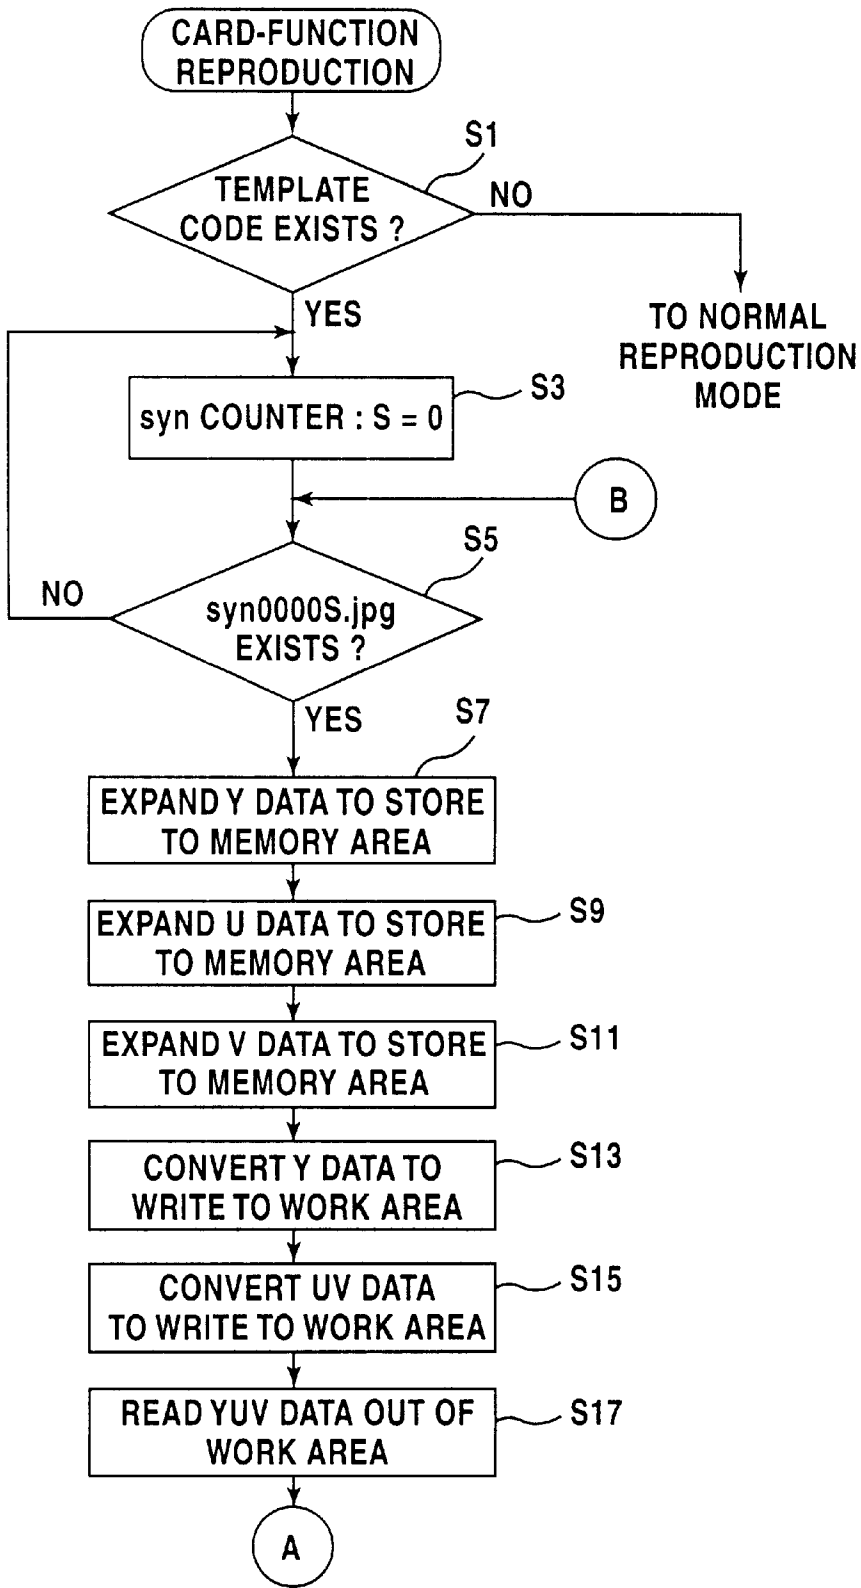 CARD-FUNCTION
REPRODUCTION
S1
TEMPLATE
CODE EXISTS ?
NO
YES
TO NORMAL
REPRODUCTION
MODE
S3
syn COUNTER : S = 0
B
S5
NO
syn0000S.jpg
EXISTS ?
YES
S7
EXPAND Y DATA TO STORE
TO MEMORY AREA
S9
EXPAND U DATA TO STORE
TO MEMORY AREA
S11
EXPAND V DATA TO STORE
TO MEMORY AREA
S13
CONVERT Y DATA TO
WRITE TO WORK AREA
S15
CONVERT UV DATA
TO WRITE TO WORK AREA
S17
READ YUV DATA OUT OF
WORK AREA
A